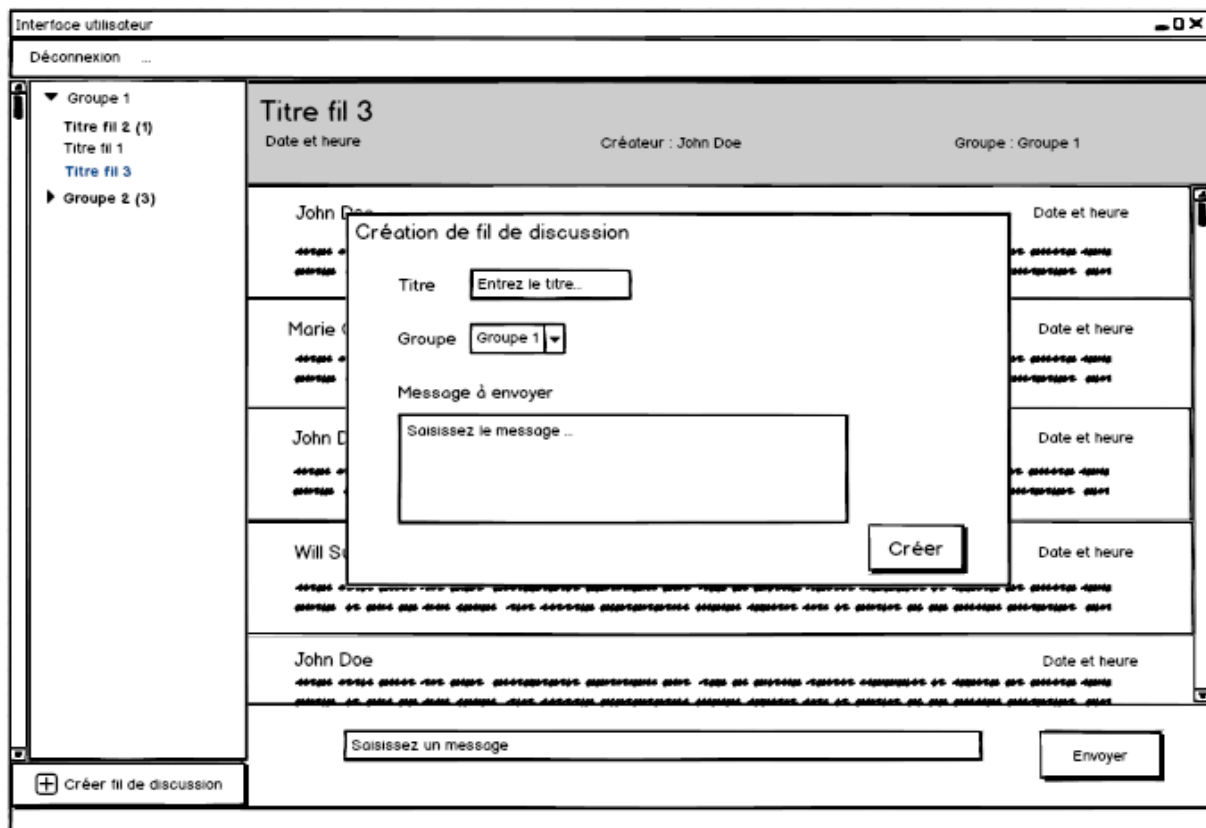 Interface utilisateur
Déconnexion ...
Groupe 1
Titre fil 2 (1)
Titre fil 1
Titre fil 3
Groupe 2 (3)
Créer fil de discussion
Titre fil 3
Date et heure Créateur : John Doe Groupe : Groupe 1
John Date et heure
Marie Date et heure
John Date et heure
Will Date et heure
John Doe Date et heure
Création de fil de discussion
Titre Entrez le titre...
Groupe Groupe 1
Message à envoyer
Saisissez le message ...
Créer
Saisissez un message
Envoyer